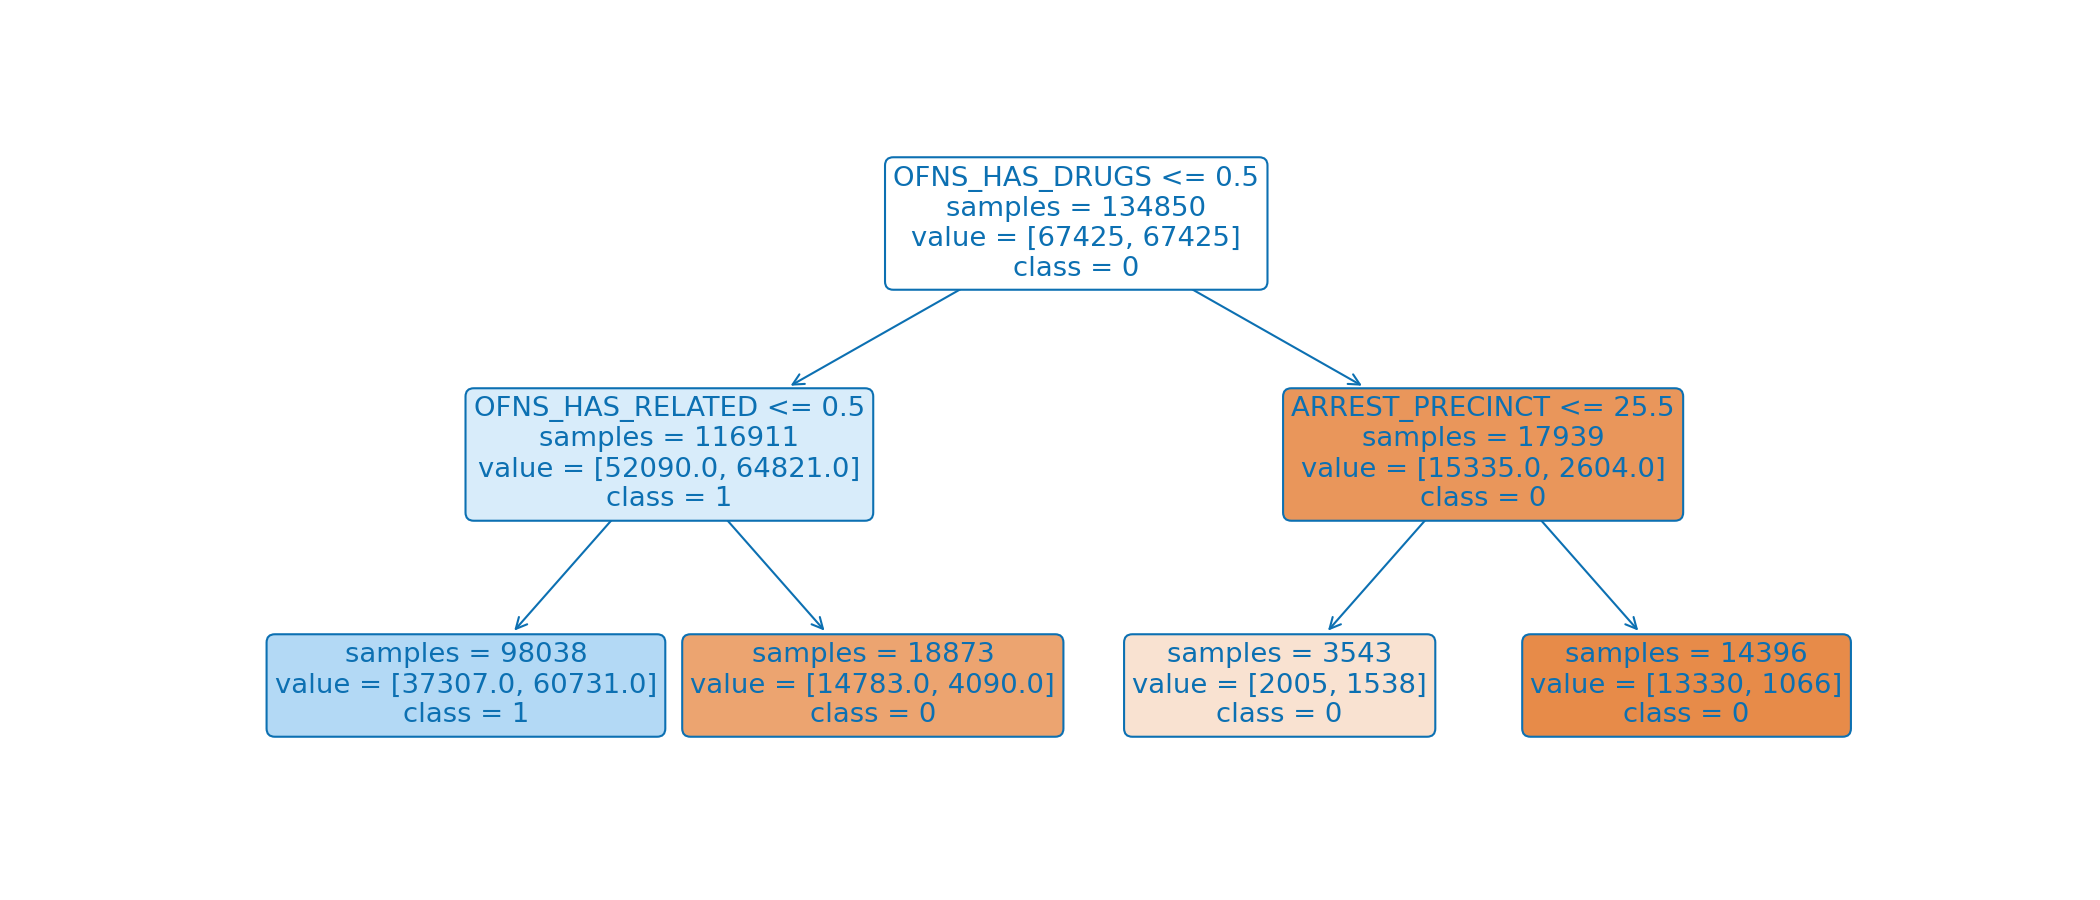 OFNS_HAS_DRUGS <= 0.5
samples = 134850
value = [67425, 67425]
class = 0
OFNS_HAS_RELATED <= 0.5
samples = 116911
value = [52090.0, 64821.0]
class = 1
ARREST_PRECINCT <= 25.5
samples = 17939
value = [15335.0, 2604.0]
class = 0
samples = 98038
value = [37307.0, 60731.0]
class = 1
samples = 18873
value = [14783.0, 4090.0]
class = 0
samples = 3543
value = [2005, 1538]
class = 0
samples = 14396
value = [13330, 1066]
class = 0